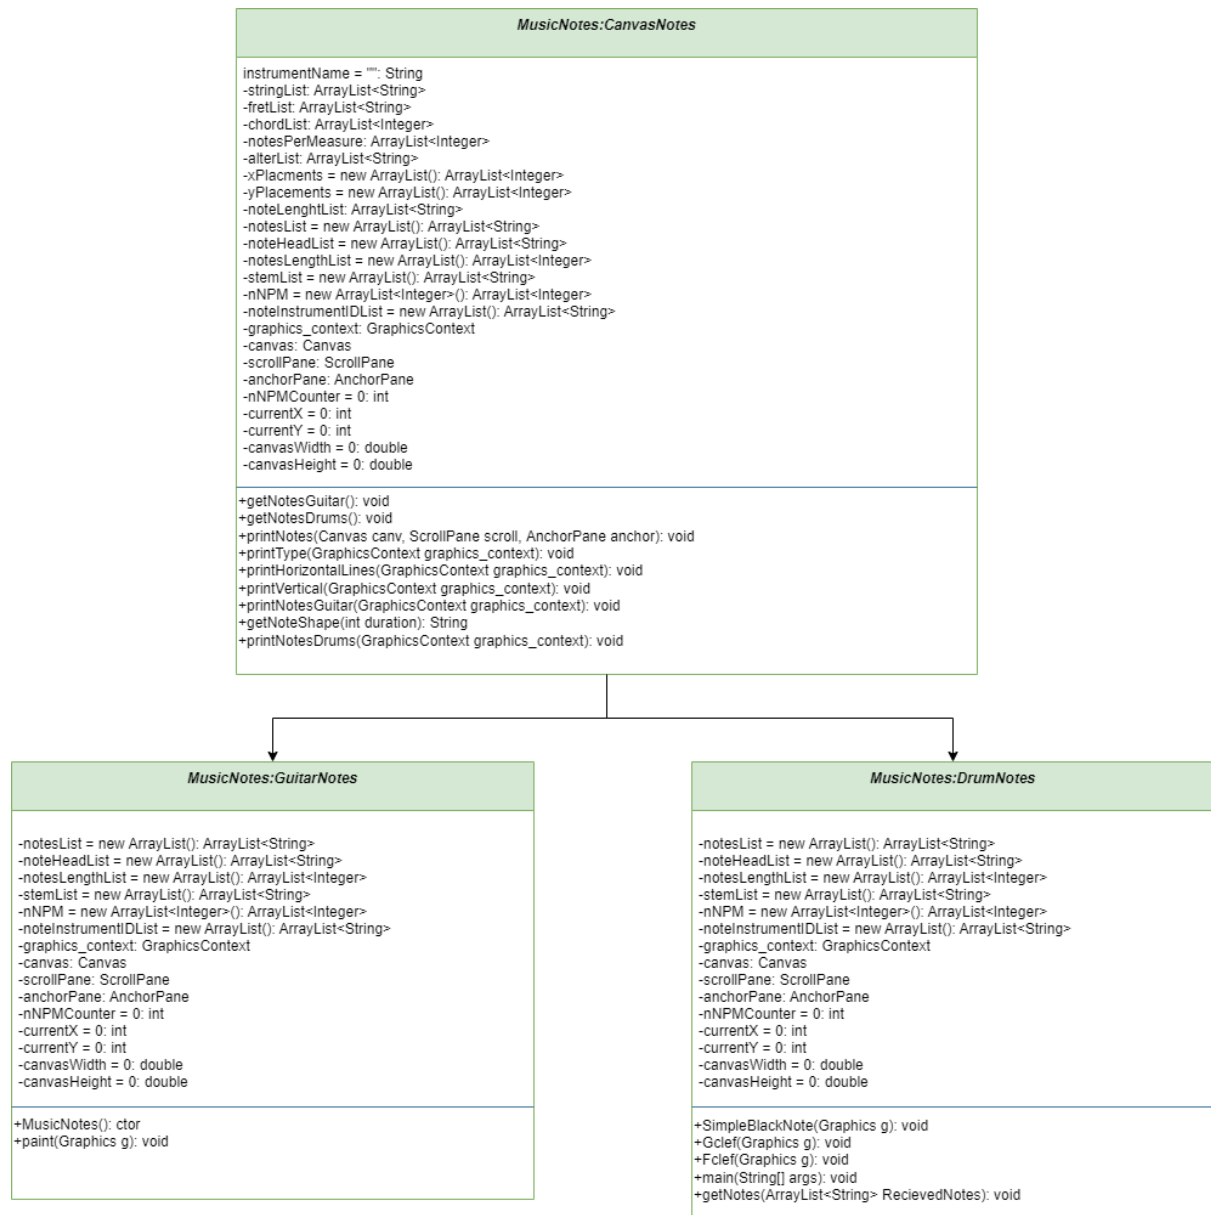 MusicNotes:CanvasNotes
instrumentName = "": String
-stringList: ArrayList<String>
-fretList: ArrayList<String>
-chordList: ArrayList<Integer>
-notesPerMeasure: ArrayList<Integer>
-alterList: ArrayList<String>
-xPlacments = new ArrayList(): ArrayList<Integer>
-yPlacements = new ArrayList(): ArrayList<Integer>
-noteLenghtList: ArrayList<String>
-notesList = new ArrayList(): ArrayList<String>
-noteHeadList = new ArrayList(): ArrayList<String>
-notesLengthList = new ArrayList(): ArrayList<Integer>
-stemList = new ArrayList(): ArrayList<String>
-nNPM = new ArrayList<Integer>(): ArrayList<Integer>
-noteInstrumentIDList = new ArrayList(): ArrayList<String>
-graphics_context: GraphicsContext
-canvas: Canvas
-scrollPane: ScrollPane
-anchorPane: AnchorPane
-nNPMCounter = 0: int
-currentX = 0: int
-currentY = 0: int
-canvasWidth = 0: double
-canvasHeight = 0: double
+getNotesGuitar(): void
+getNotesDrums(): void
+printNotes(Canvas canv, ScrollPane scroll, AnchorPane anchor): void
+printType(GraphicsContext graphics_context): void
+printHorizontalLines(GraphicsContext graphics_context): void
+printVertical(GraphicsContext graphics_context): void
+printNotesGuitar(GraphicsContext graphics_context): void
+getNoteShape(int duration): String
+printNotesDrums(GraphicsContext graphics_context): void
MusicNotes:GuitarNotes
-notesList = new ArrayList(): ArrayList<String>
-noteHeadList = new ArrayList(): ArrayList<String>
-notesLengthList = new ArrayList(): ArrayList<Integer>
-stemList = new ArrayList(): ArrayList<String>
-nNPM = new ArrayList<Integer>(): ArrayList<Integer>
-noteInstrumentIDList = new ArrayList(): ArrayList<String>
-graphics_context: GraphicsContext
-canvas: Canvas
-scrollPane: ScrollPane
-anchorPane: AnchorPane
-nNPMCounter = 0: int
-currentX = 0: int
-currentY = 0: int
-canvasWidth = 0: double
-canvasHeight = 0: double
+MusicNotes(): ctor
+paint(Graphics g): void
MusicNotes:DrumNotes
-notesList = new ArrayList(): ArrayList<String>
-noteHeadList = new ArrayList(): ArrayList<String>
-notesLengthList = new ArrayList(): ArrayList<Integer>
-stemList = new ArrayList(): ArrayList<String>
-nNPM = new ArrayList<Integer>(): ArrayList<Integer>
-noteInstrumentIDList = new ArrayList(): ArrayList<String>
-graphics_context: GraphicsContext
-canvas: Canvas
-scrollPane: ScrollPane
-anchorPane: AnchorPane
-nNPMCounter = 0: int
-currentX = 0: int
-currentY = 0: int
-canvasWidth = 0: double
-canvasHeight = 0: double
+SimpleBlackNote(Graphics g): void
+Gclef(Graphics g): void
+Fclef(Graphics g): void
+main(String[] args): void
+getNotes(ArrayList<String> RecievedNotes): void